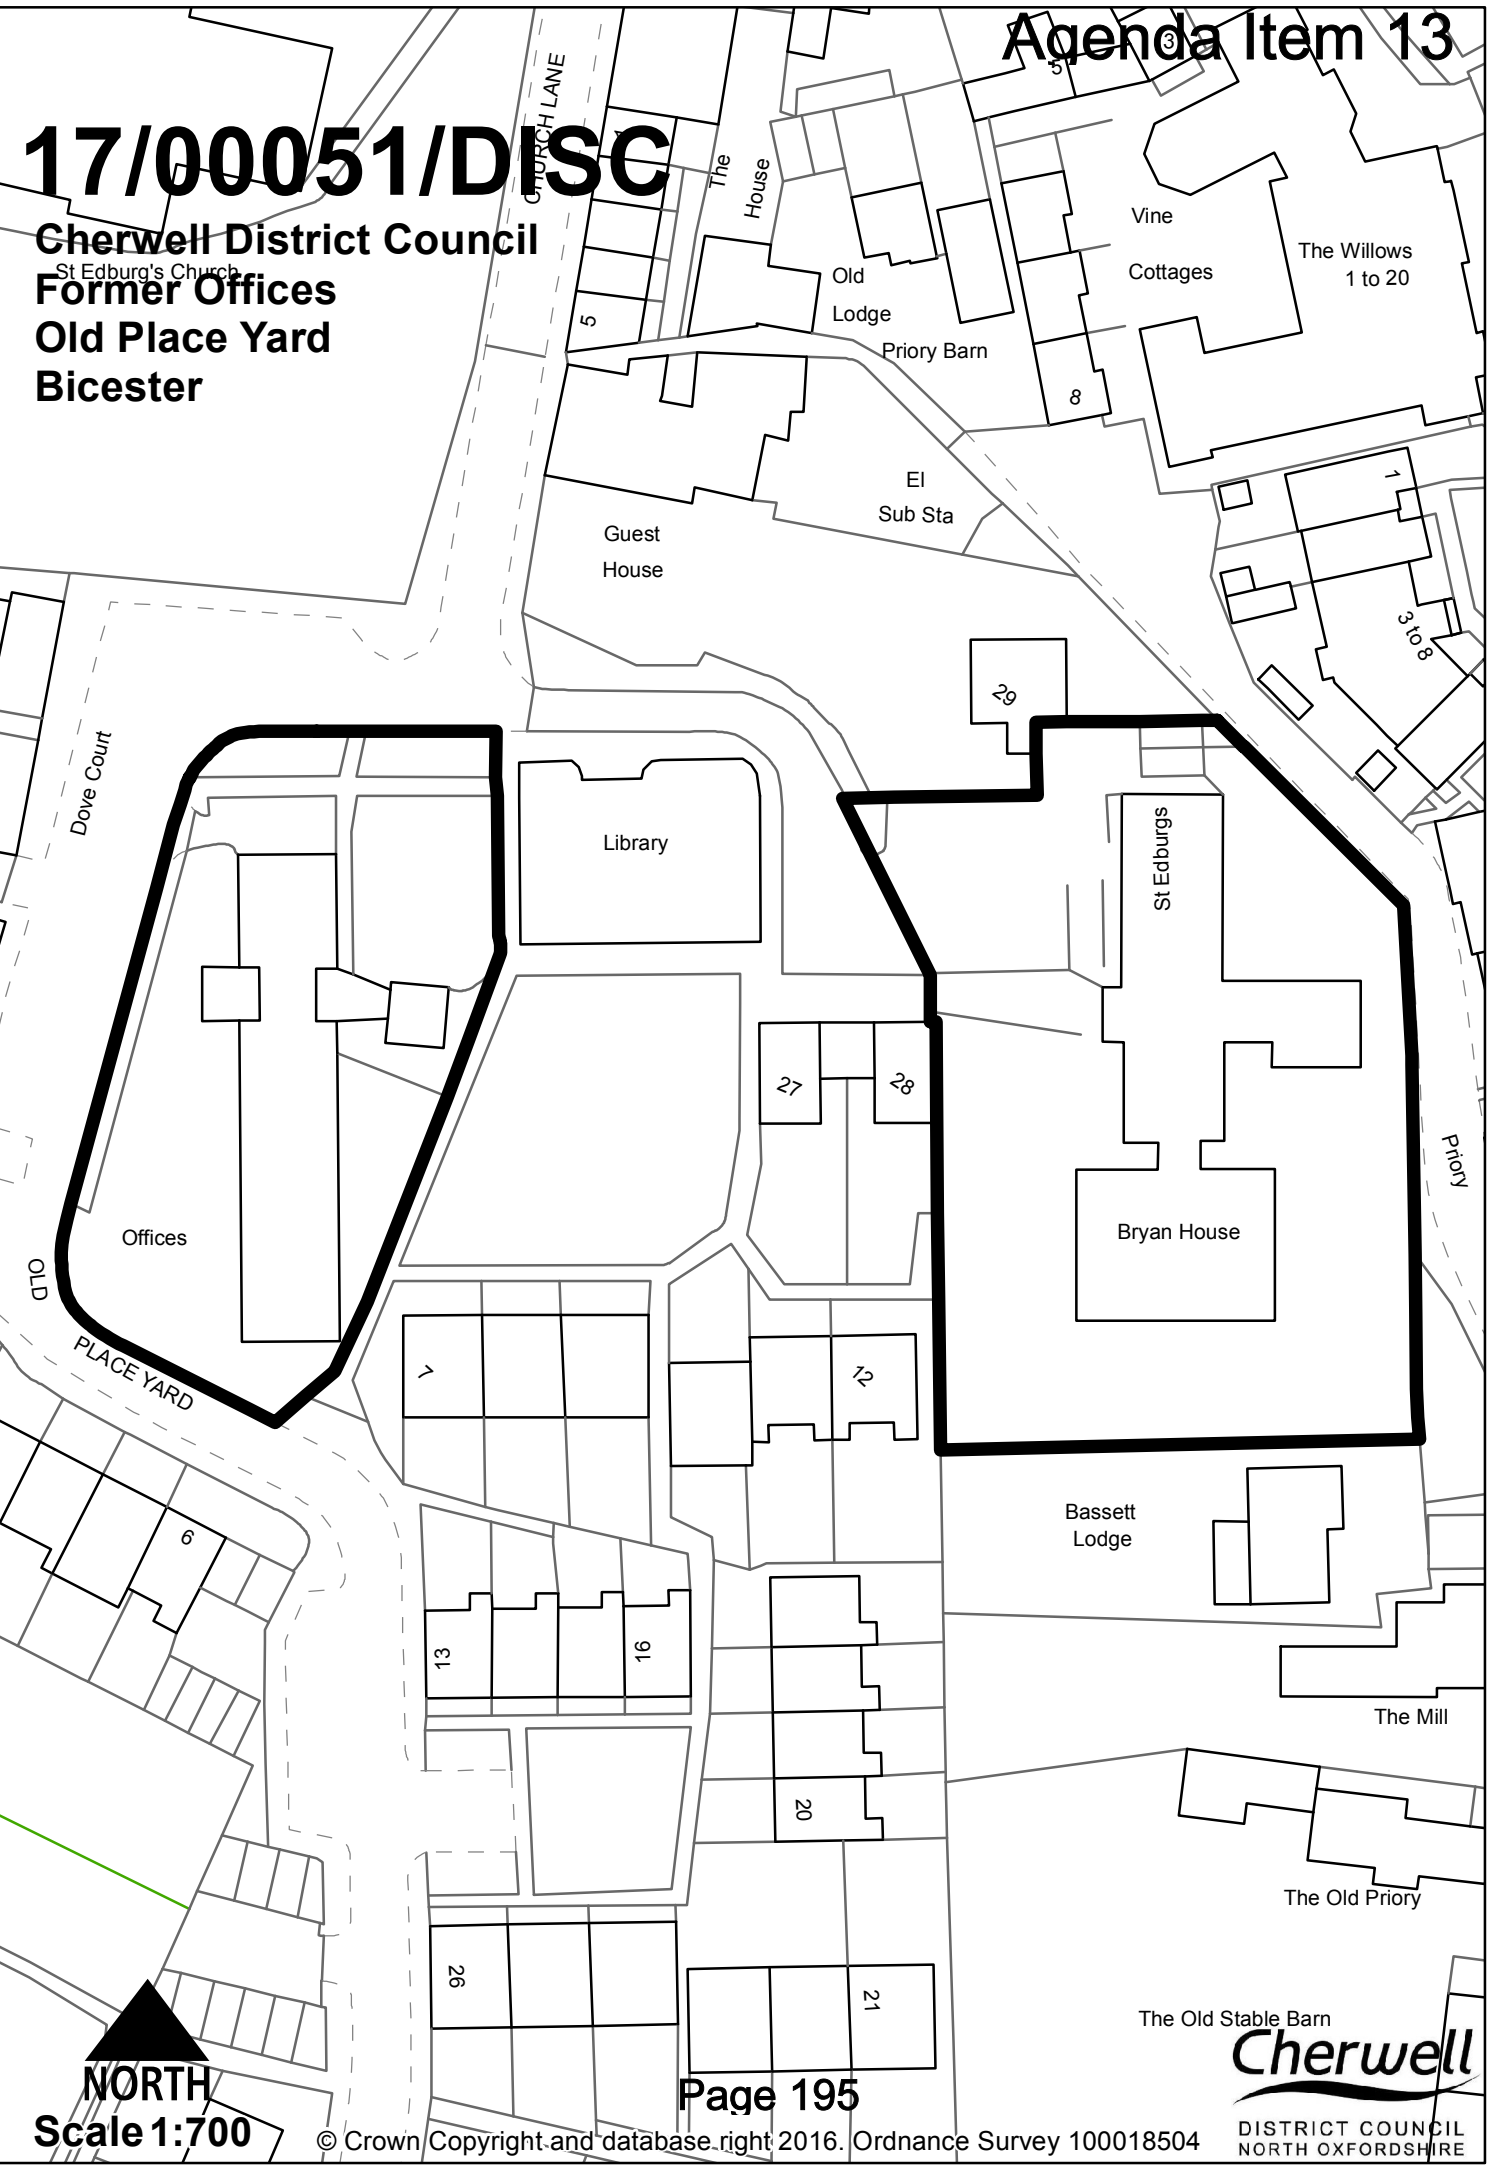 Agenda Item 13
17/00051/DISC
Cherwell District Council
St Edburg's Church
Former Offices
Old Place Yard
Bicester
CHURCH LANE
4
5
The
House
Old
Lodge
Priory Barn
5
3
Vine
Cottages
8
The Willows
1 to 20
1
3 to 8
El
Sub Sta
Guest
House
29
Dove Court
Library
St Edburgs
27
28
Offices
Bryan House
Priory
OLD
PLACE YARD
7
12
6
Bassett
Lodge
13
16
The Mill
20
The Old Priory
26
21
The Old Stable Barn
NORTH
Scale 1:700
Page 195
© Crown Copyright and database right 2016. Ordnance Survey 100018504
Cherwell
DISTRICT COUNCIL
NORTH OXFORDSHIRE